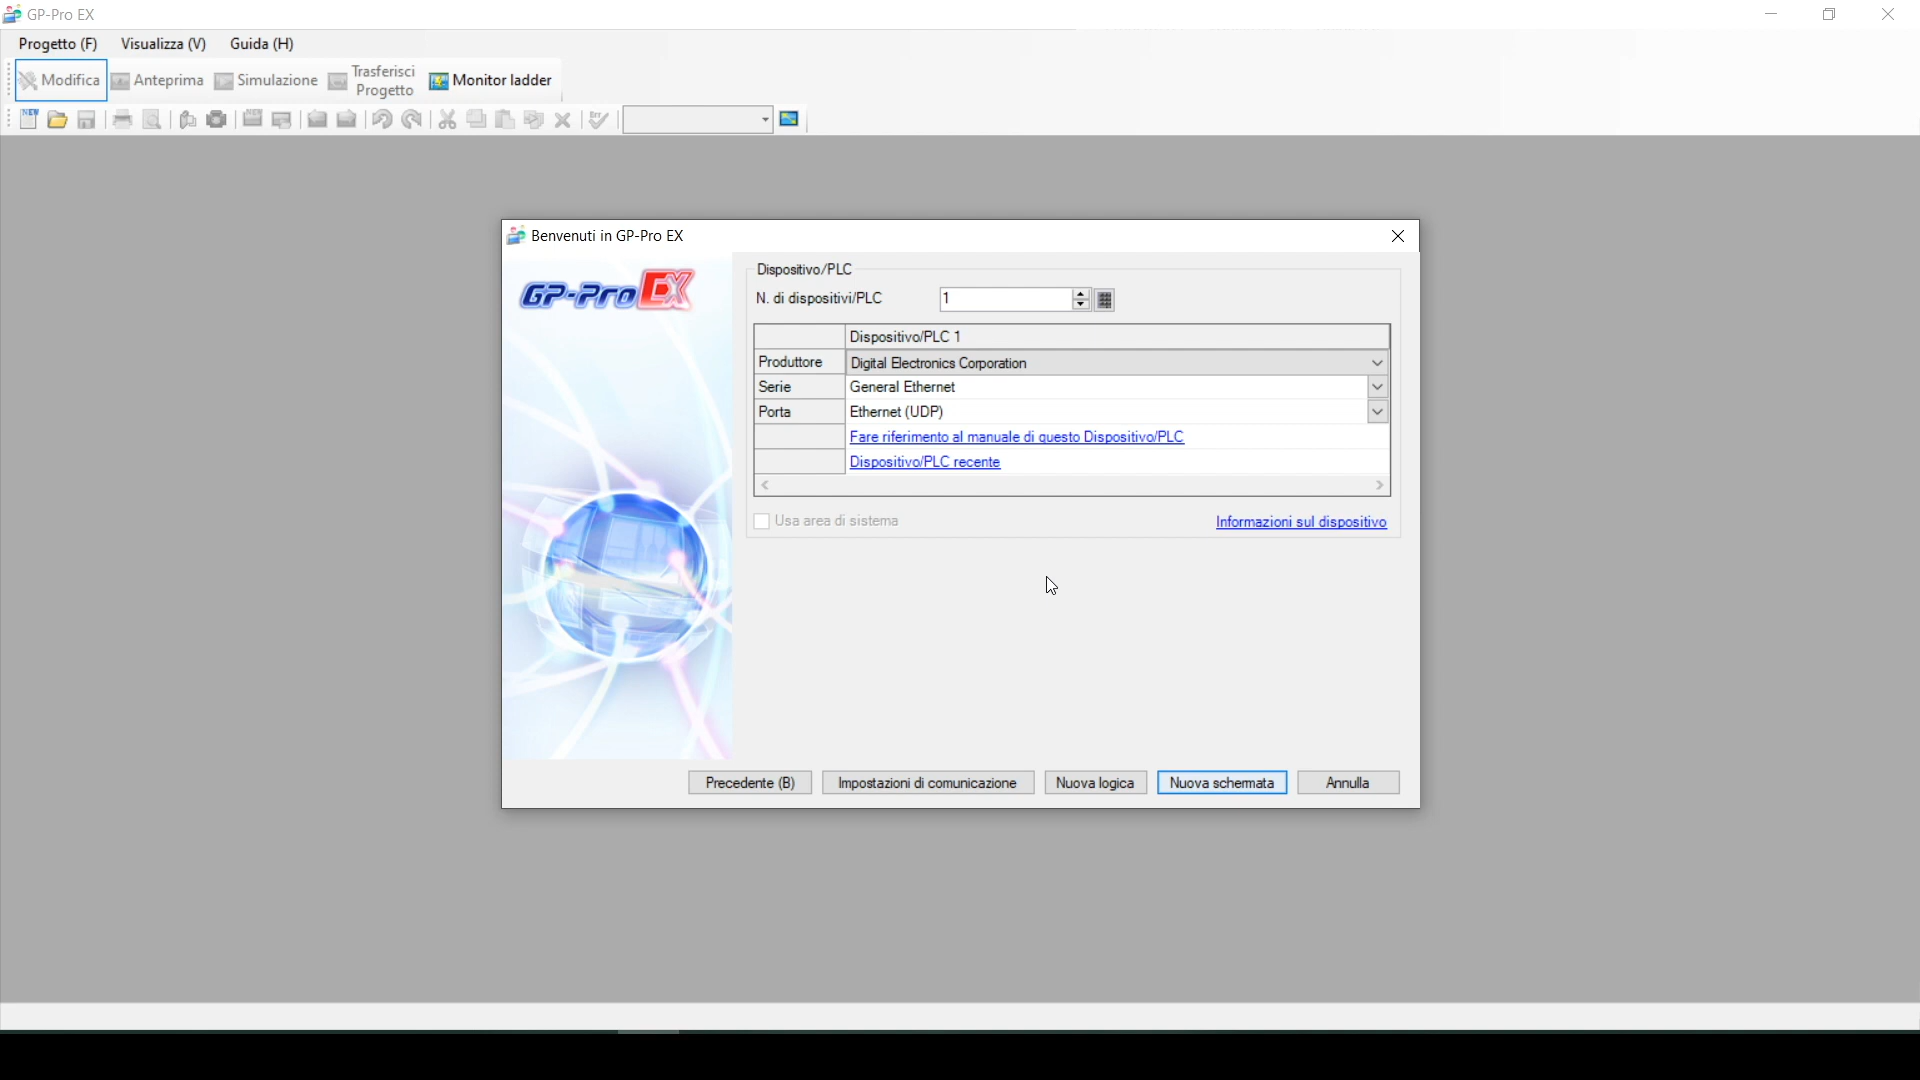 GP-Pro EX
Progetto (F) Visualizza (V) Guida (H)
Modifica Anteprima Simulazione Trasferisci Progetto Monitor ladder
NEW
Benvenuti in GP-Pro EX
GP-Pro EX
Dispositivo/PLC
N. di dispositivi/PLC 1
Dispositivo/PLC 1
Produttore Digital Electronics Corporation
Serie General Ethernet
Porta Ethernet (UDP)
Fare riferimento al manuale di questo Dispositivo/PLC
Dispositivo/PLC recente
Usa area di sistema Informazioni sul dispositivo
Precedente (B) Impostazioni di comunicazione Nuova logica Nuova schermata Annulla